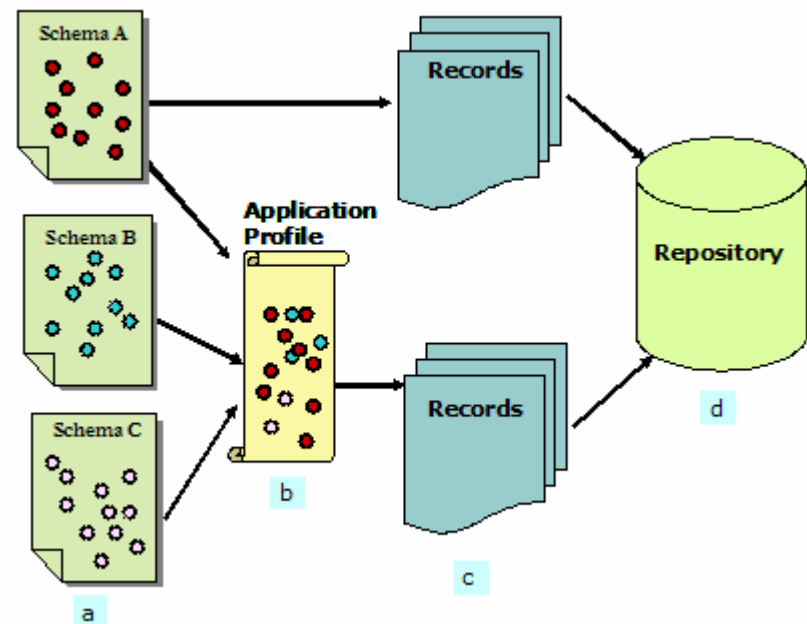 Schema A
Records
Schema B
Application
Profile
Repository
Schema C
Records
a
b
c
d